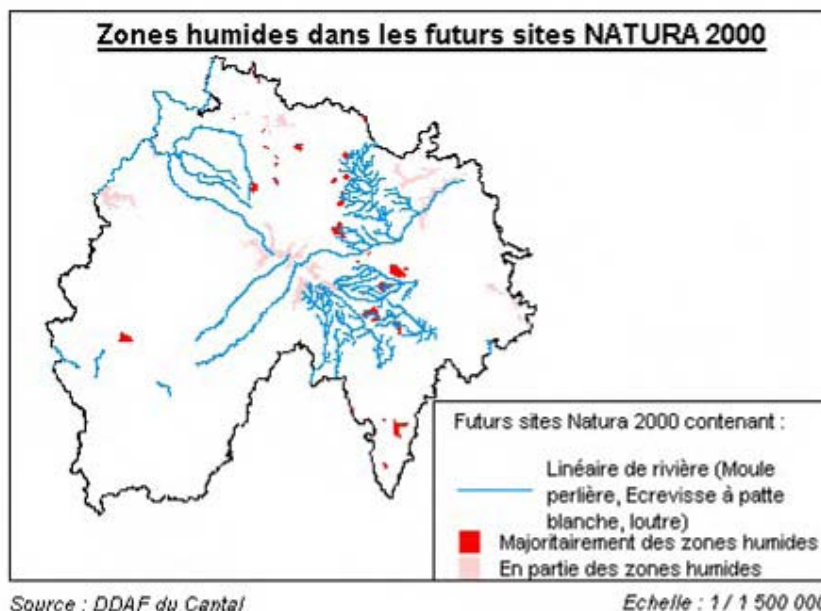 Zones humides dans les futurs sites NATURA 2000
Futurs sites Natura 2000 contenant :
Linéaire de rivière (Moule
perlière, Ecrevisse à patte
blanche, loutre)
Majoritairement des zones humides
En partie des zones humides
Source : DDAF du Cantal
Echelle : 1 / 1 500 000